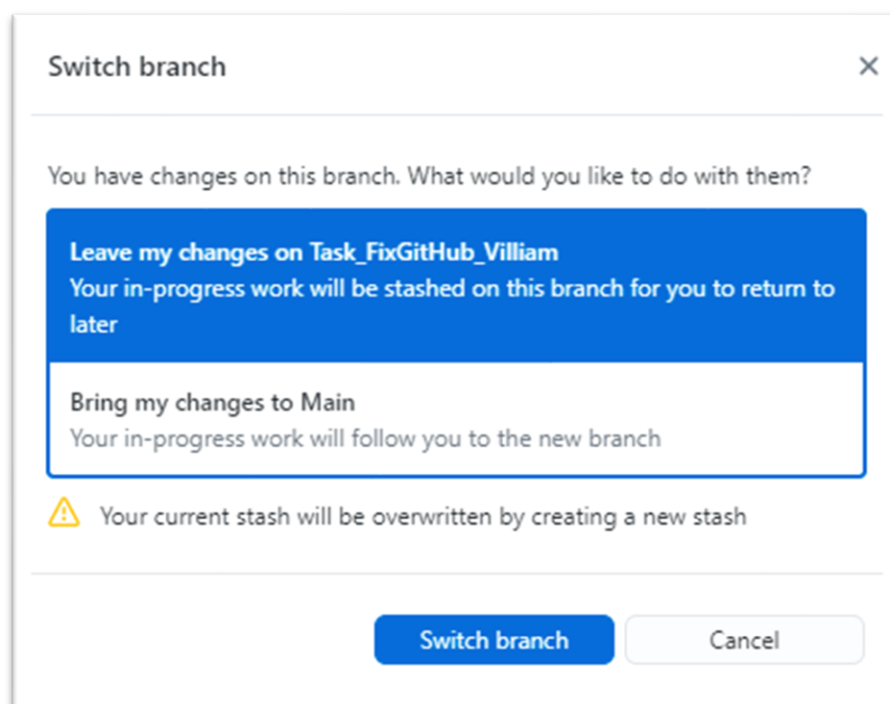 Switch branch
You have changes on this branch. What would you like to do with them?
Leave my changes on Task_FixGitHub_Villiam
Your in-progress work will be stashed on this branch for you to return to
later
Bring my changes to Main
Your in-progress work will follow you to the new branch
Your current stash will be overwritten by creating a new stash
Switch branch Cancel